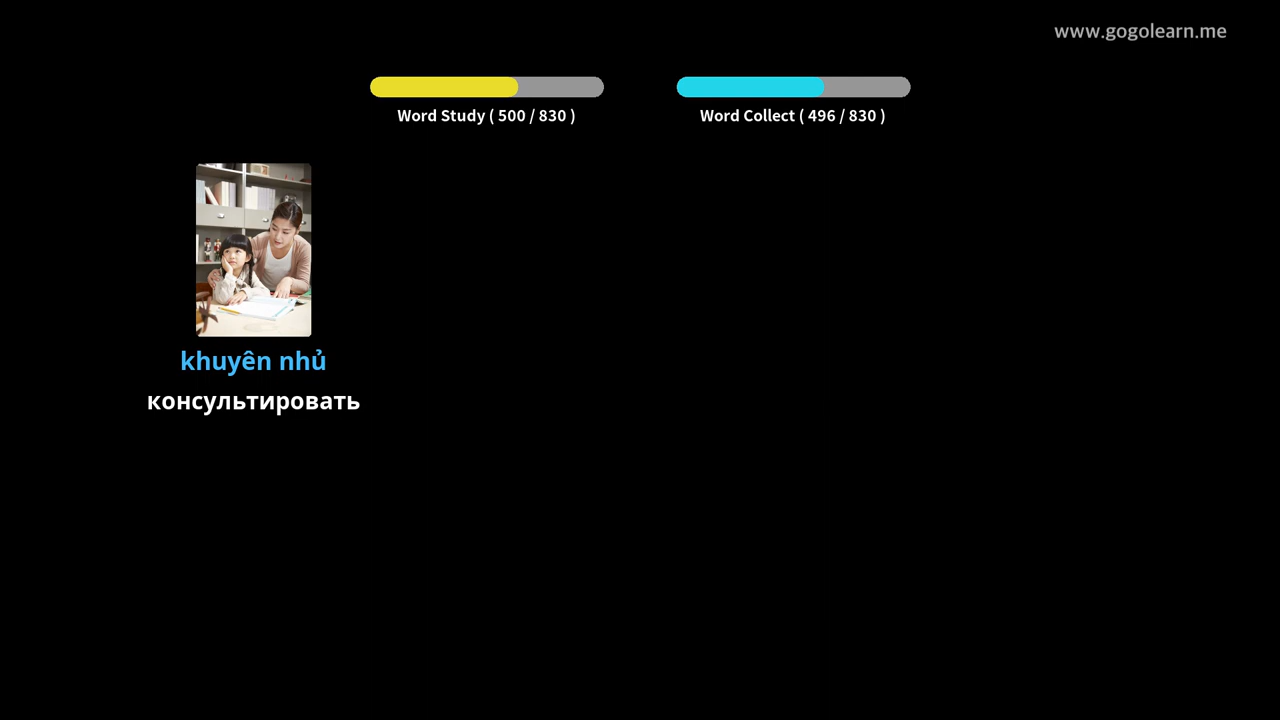 www.gogolearn.me
Word Study ( 500 / 830 )
Word Collect ( 496 / 830 )
khuyên nhủ
консультировать